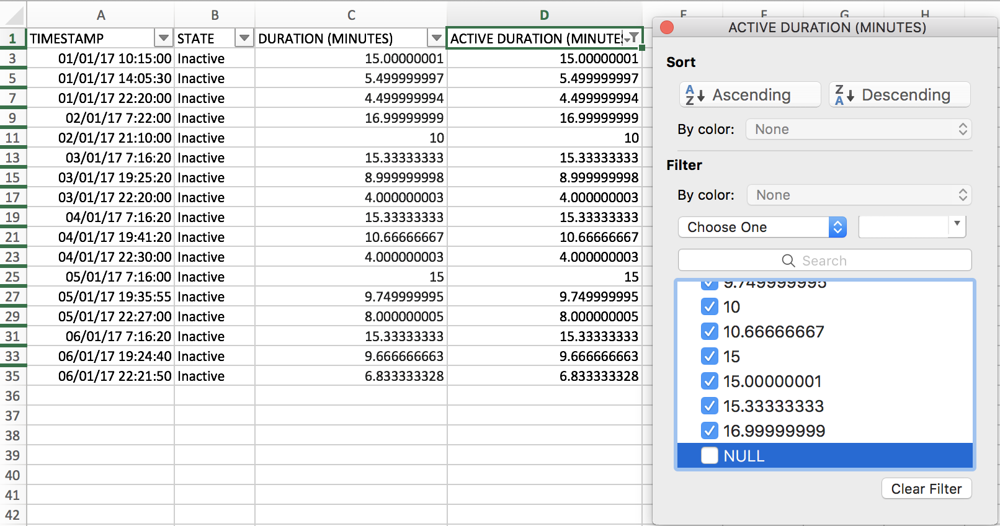 A B C D E F G H
1 TIMESTAMP STATE DURATION (MINUTES) ACTIVE DURATION (MINUTES
3 01/01/17 10:15:00 Inactive 15.00000001 15.00000001
5 01/01/17 14:05:30 Inactive 5.499999997 5.499999997
7 01/01/17 22:20:00 Inactive 4.499999994 4.499999994
9 02/01/17 7:22:00 Inactive 16.99999999 16.99999999
11 02/01/17 21:10:00 Inactive 10 10
13 03/01/17 7:16:20 Inactive 15.33333333 15.33333333
15 03/01/17 19:25:20 Inactive 8.999999998 8.999999998
17 03/01/17 22:20:00 Inactive 4.000000003 4.000000003
19 04/01/17 7:16:20 Inactive 15.33333333 15.33333333
21 04/01/17 19:41:20 Inactive 10.66666667 10.66666667
23 04/01/17 22:30:00 Inactive 4.000000003 4.000000003
25 05/01/17 7:16:00 Inactive 15 15
27 05/01/17 19:35:55 Inactive 9.749999995 9.749999995
29 05/01/17 22:27:00 Inactive 8.000000005 8.000000005
31 06/01/17 7:16:20 Inactive 15.33333333 15.33333333
33 06/01/17 19:24:40 Inactive 9.666666663 9.666666663
35 06/01/17 22:21:50 Inactive 6.833333328 6.833333328
36
37
38
39
40
41
42
ACTIVE DURATION (MINUTES)
Sort
A Z Ascending Z A Descending
By color: None
Filter
By color: None
Choose One
Search
9.749999995
10
10.66666667
15
15.00000001
15.33333333
16.99999999
NULL
Clear Filter